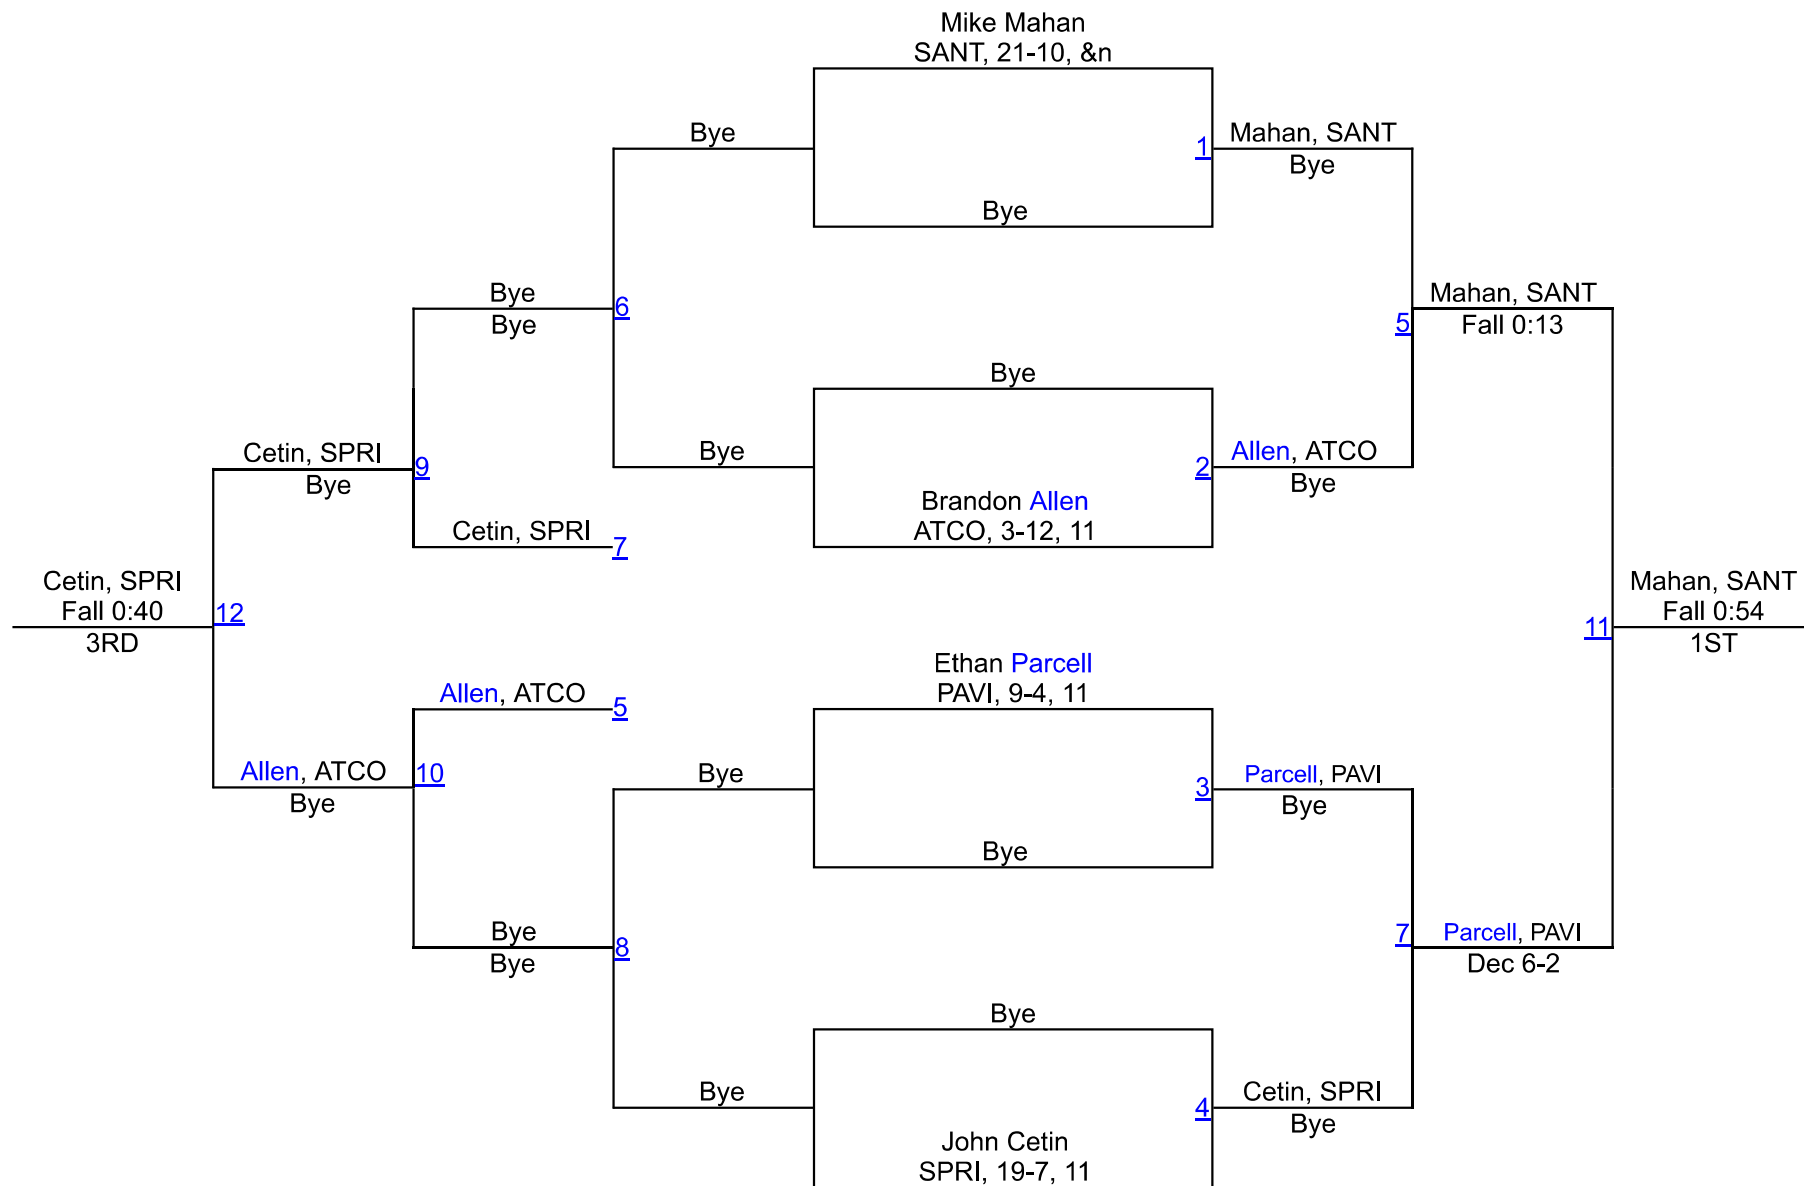 Mike Mahan
SANT, 21-10, &n
Bye
1
Mahan, SANT
Bye
Bye
Bye
Bye
6
Mahan, SANT
Fall 0:13
5
Bye
Cetin, SPRI
Bye
9
Bye
2
Allen, ATCO
Bye
Brandon Allen
ATCO, 3-12, 11
Cetin, SPRI
7
Cetin, SPRI
Fall 0:40
3RD
12
Mahan, SANT
Fall 0:54
1ST
11
Ethan Parcell
PAVI, 9-4, 11
Allen, ATCO
5
Allen, ATCO
Bye
10
Bye
3
Parcell, PAVI
Bye
Bye
Bye
Bye
8
7
Parcell, PAVI
Dec 6-2
Bye
Bye
4
Cetin, SPRI
Bye
John Cetin
SPRI, 19-7, 11